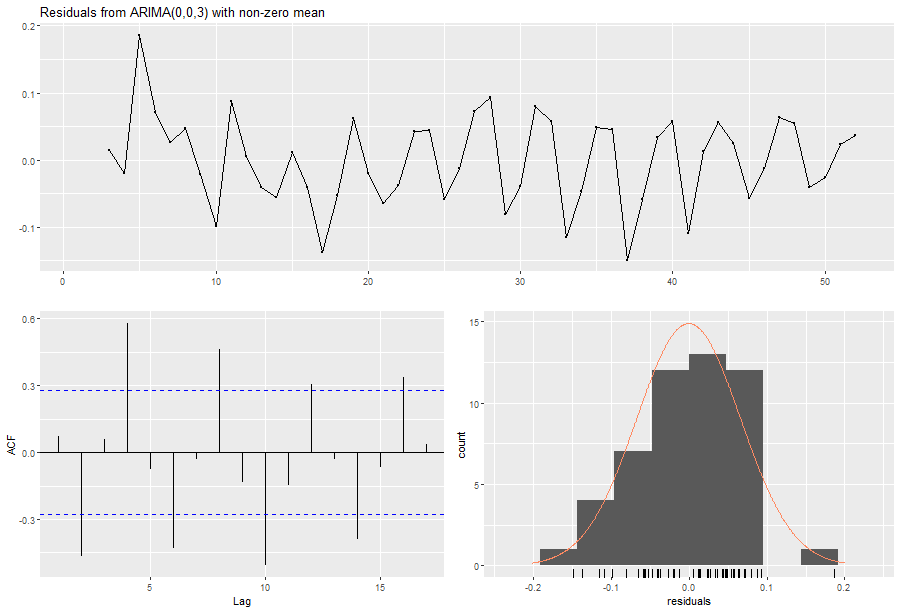 Residuals from ARIMA(0,0,3) with non-zero mean
0.2
0.1
0.0
-0.1
0 10 20 30 40 50
0.6
0.3
0.0
-0.3
ACF
5 10 15
Lag
15
10
5
0
count
-0.2 -0.1 0.0 0.1 0.2
residuals